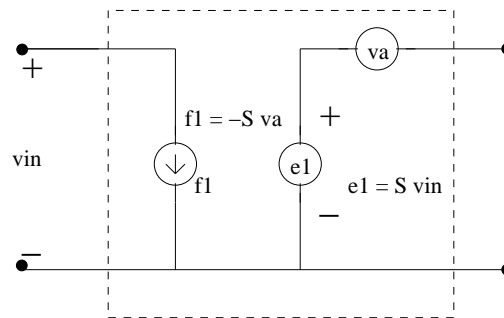 va
+
+
f1 = −S va
vin
e1
f1
e1 = S vin
−
−